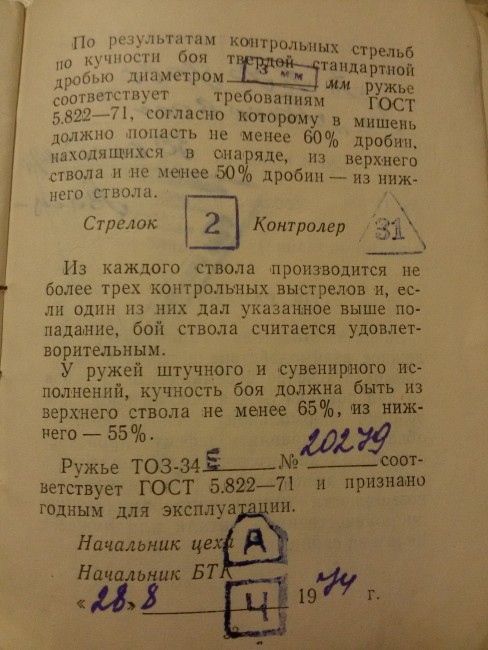 По результатам контрольных стрельб
по кучности боя твердой стандартной
дробью диаметром 3 мм мм ружье
соответствует требованиям ГОСТ
5.822—71, согласно которому в мишень
должно попасть не менее 60% дробин,
находящихся в снаряде, из верхнего
ствола и не менее 50% дробин — из ниж-
него ствола.
Стрелок 2 Контролер 31
Из каждого ствола производится не
более трех контрольных выстрелов и, ес-
ли один из них дал указанное выше по-
падание, бой ствола считается удовлет-
ворительным.
У ружей штучного и сувенирного ис-
полнений, кучность боя должна быть из
верхнего ствола не менее 65%, из ниж-
него — 55%.
Ружье ТОЗ-34 Е № 20279 соот-
ветствует ГОСТ 5.822—71 и признано
годным для эксплуатации.
Начальник цеха А
Начальник БТК Ч
«28» 8 1974 г.